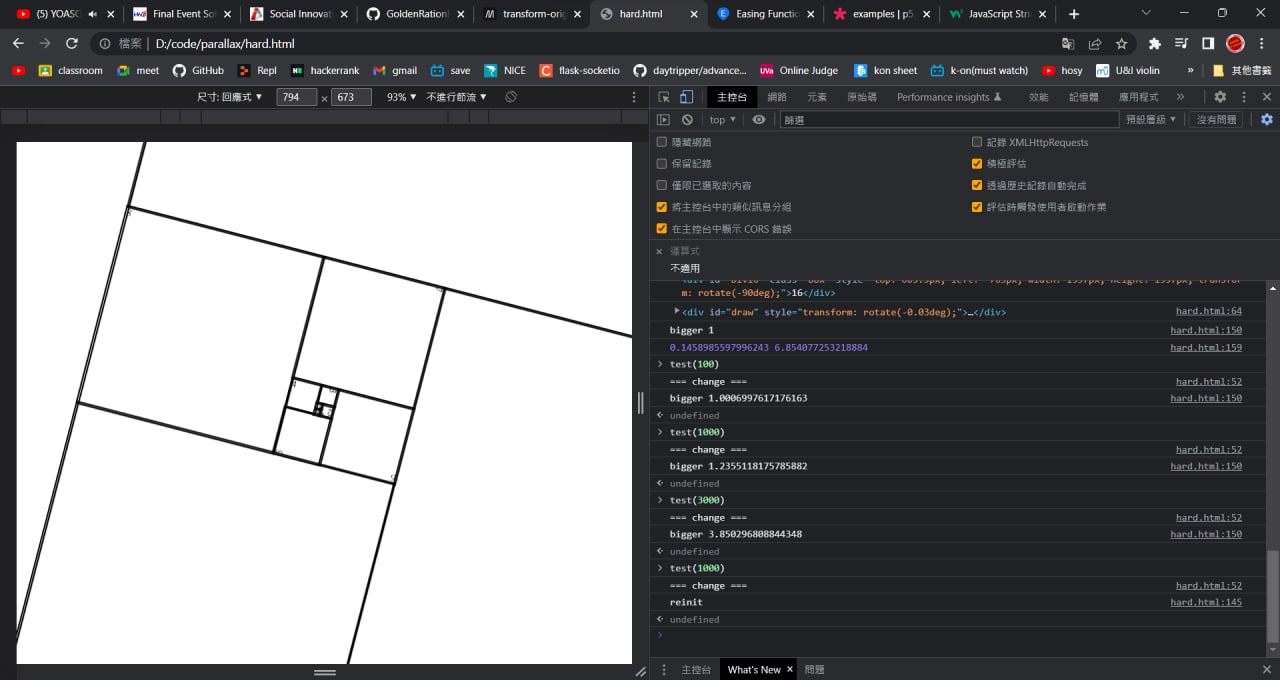 (5) YOASO
Final Event So
Social Innovat
GoldenRation
transform-orig
hard.html
Easing Functio
examples | p5.
JavaScript Stri
檔案 | D:/code/parallax/hard.html
classroom
meet
GitHub
Repl
hackerrank
gmail
save
NICE
flask-socketio
daytripper/advance...
Online Judge
kon sheet
k-on(must watch)
hosy
U&I violin
»
其他書籤
尺寸: 回應式 ▼ 794 x 673 93% ▼ 不進行節流 ▼
主控台 網路 元素 原始碼 Performance insights 效能 記憶體 應用程式 »
top ▼ 篩選 預設層級 ▼ 沒有問題
隱藏網路 記錄 XMLHttpRequests
保留記錄 積極評估
僅限已選取的內容 透過歷史記錄自動完成
將主控台中的類似訊息分組 評估時觸發使用者啟動作業
在主控台中顯示 CORS 錯誤
運算式
不適用
m: rotate(-90deg);">16</div>
<div id="draw" style="transform: rotate(-0.03deg);">…</div> hard.html:64
bigger 1 hard.html:150
0.1458985597996243 6.854077253218884 hard.html:159
> test(100)
=== change === hard.html:52
bigger 1.0006997617176163 hard.html:150
undefined
> test(1000)
=== change === hard.html:52
bigger 1.2355118175785882 hard.html:150
undefined
> test(3000)
=== change === hard.html:52
bigger 3.850296808844348 hard.html:150
undefined
> test(1000)
=== change === hard.html:52
reinit hard.html:145
undefined
>
主控台 What's New 問題